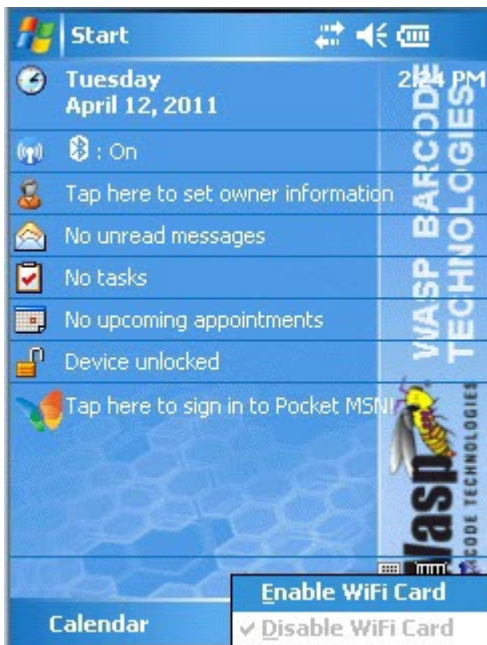 Start
Tuesday
2:24 PM
April 12, 2011
: On
Tap here to set owner information
No unread messages
No tasks
No upcoming appointments
Device unlocked
Tap here to sign in to Pocket MSN!
WASP BARCODE
TECHNOLOGIES
Wasp
CODE TECHNOLOGIES
Enable WiFi Card
Disable WiFi Card
Calendar